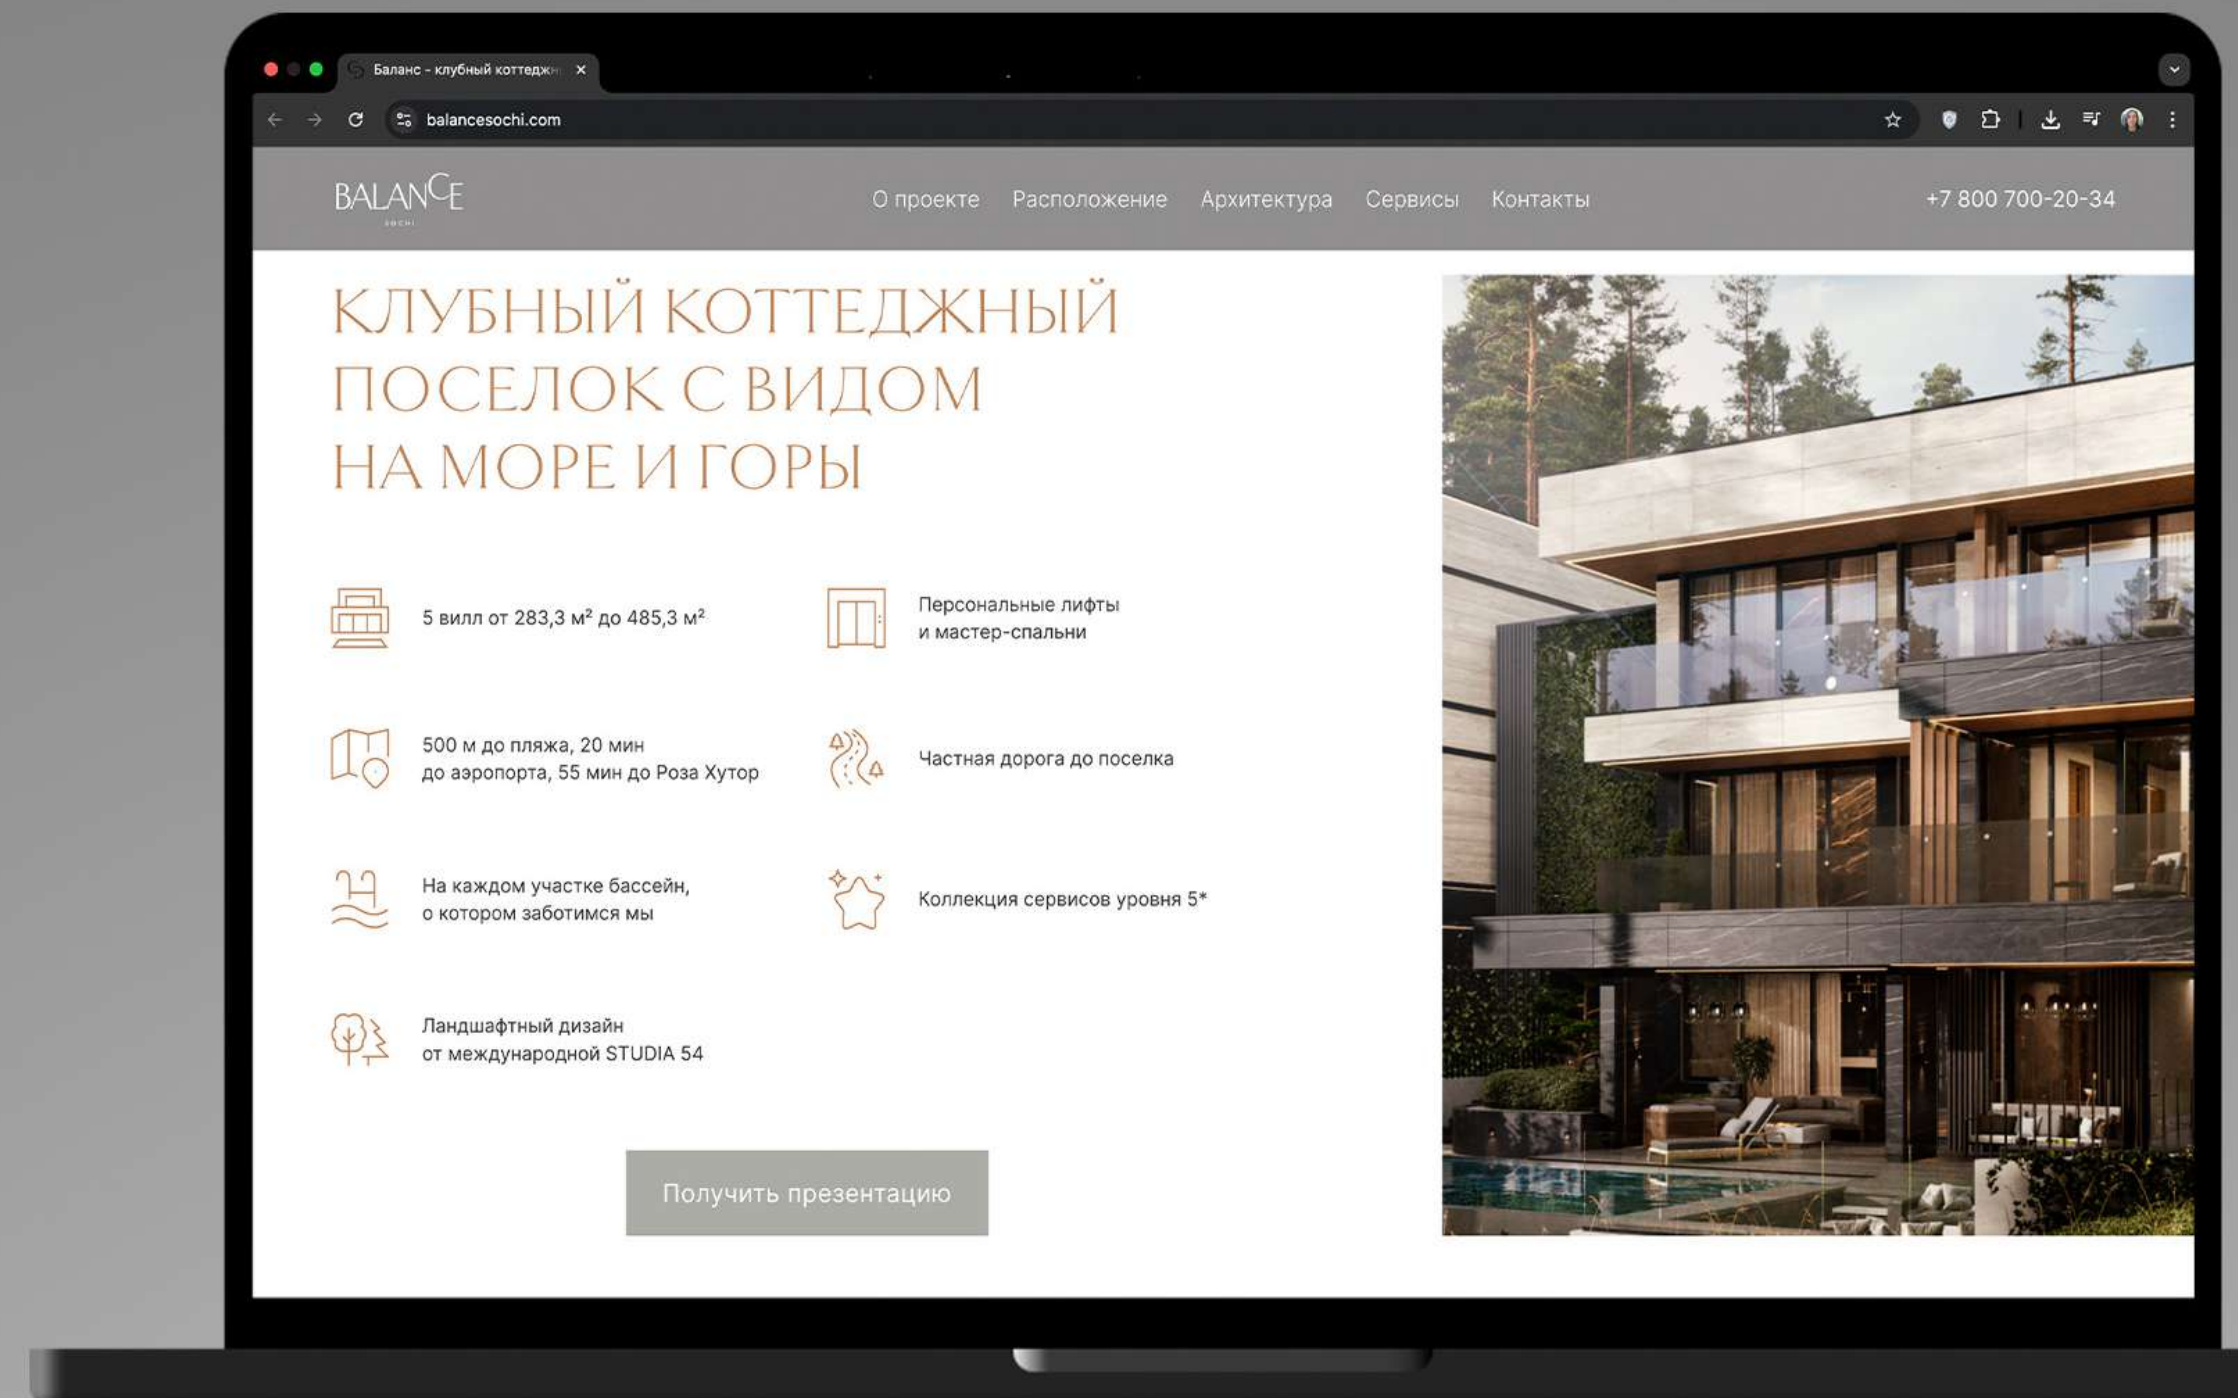 Баланс - клубный коттеджн
balancesochi.com
BALANCE
SOCHI
О проекте Расположение Архитектура Сервисы Контакты
+7 800 700-20-34
КЛУБНЫЙ КОТТЕДЖНЫЙ
ПОСЕЛОК С ВИДОМ
НА МОРЕ И ГОРЫ
5 вилл от 283,3 м² до 485,3 м²
Персональные лифты
и мастер-спальни
500 м до пляжа, 20 мин
до аэропорта, 55 мин до Роза Хутор
Частная дорога до поселка
На каждом участке бассейн,
о котором заботимся мы
Коллекция сервисов уровня 5*
Ландшафтный дизайн
от международной STUDIA 54
Получить презентацию